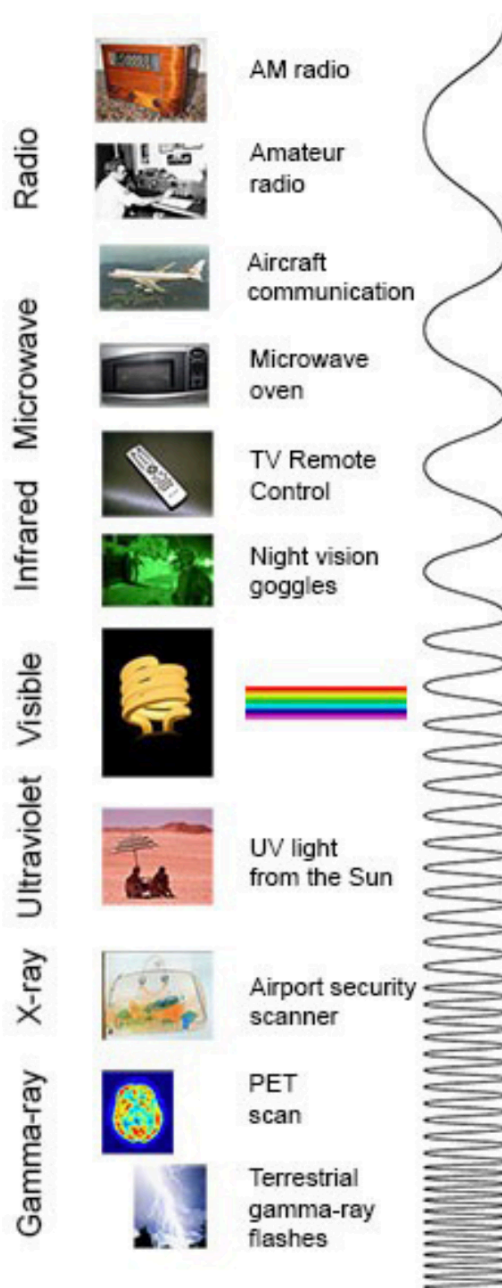 Radio
AM radio
Amateur
radio
Aircraft
communication
Microwave
Microwave
oven
Infrared
TV Remote
Control
Night vision
goggles
Visible
Ultraviolet
UV light
from the Sun
X-ray
Airport security
scanner
Gamma-ray
PET
scan
Terrestrial
gamma-ray
flashes